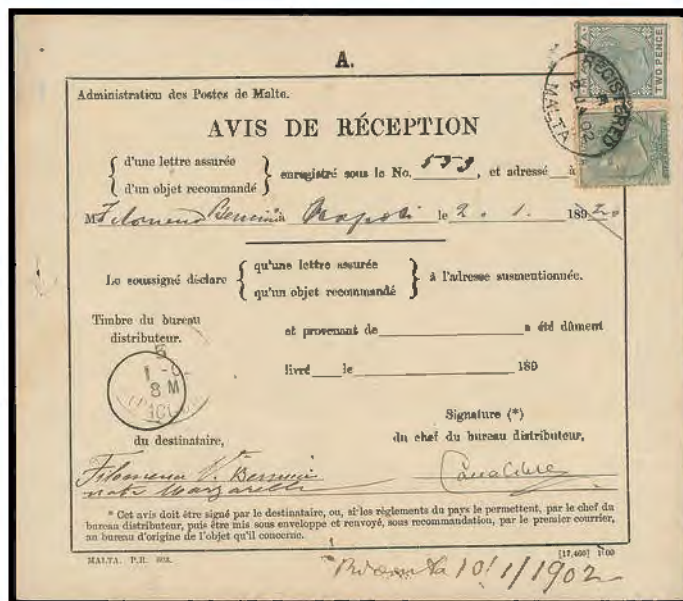 A.
TWO PENCE
REGISTERED
MALTA
Administration des Postes de Malte.
AVIS DE RÉCEPTION
{ d'une lettre assurée
d'un objet recommandé } enregistré sous le No. 553, et adressé à
M Filomena à Napoli le 2. 1. 189
Le soussigné déclare { qu'une lettre assurée
qu'un objet recommandé } à l'adresse susmentionnée.
Timbre du bureau
distributeur.
et provenant de a été dûment
livré le 189
8 M
Signature (*)
du destinataire,
du chef du bureau distributeur,
Filomena
* Cet avis doit être signé par le destinataire, ou, si les règlements du pays le permettent, par le chef du
bureau distributeur, puis être mis sous enveloppe et renvoyé, sous recommandation, par le premier courrier,
au bureau d'origine de l'objet qu'il concerne.
MALTA. P.R.
10/1/1902